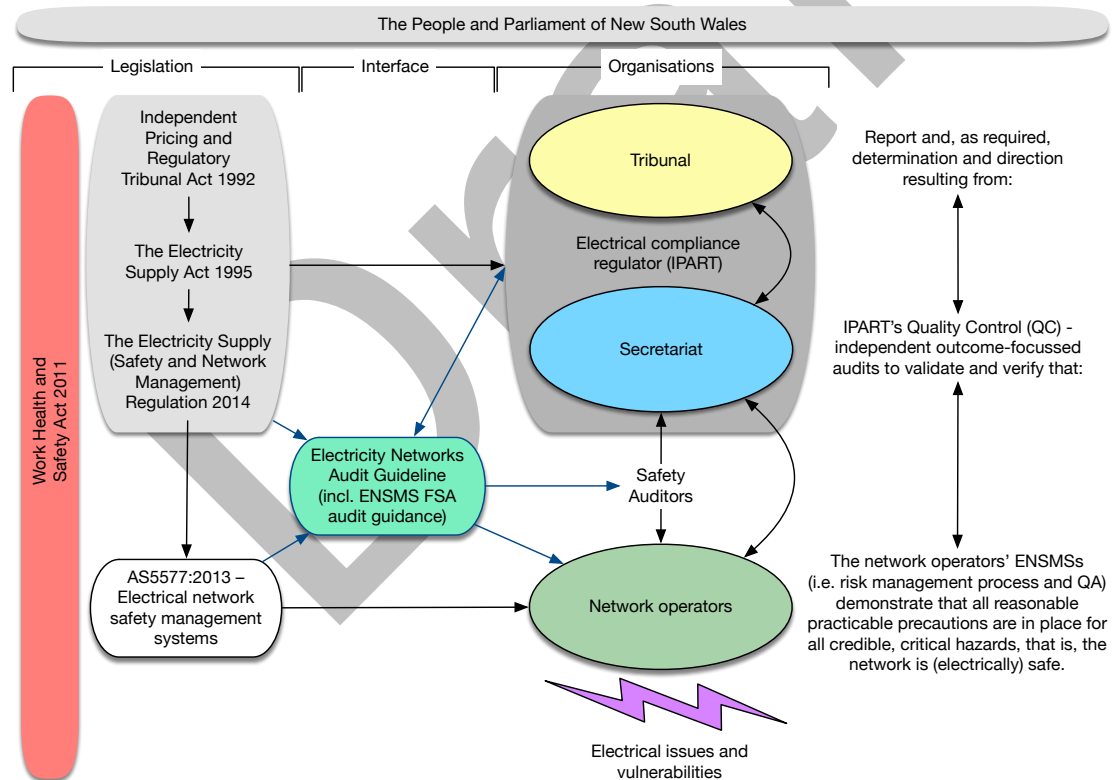 The People and Parliament of New South Wales
Legislation
Interface
Organisations
Work Health and
Safety Act 2011
Independent
Pricing and
Regulatory
Tribunal Act 1992
The Electricity
Supply Act 1995
The Electricity Supply
(Safety and Network
Management)
Regulation 2014
AS5577:2013 –
Electrical network
safety management
systems
Electricity Networks
Audit Guideline
(incl. ENSMS FSA
audit guidance)
Tribunal
Electrical compliance
regulator (IPART)
Secretariat
Safety
Auditors
Network operators
Electrical issues and
vulnerabilities
Report and, as required,
determination and direction
resulting from:
IPART’s Quality Control (QC) -
independent outcome-focussed
audits to validate and verify that:
The network operators’ ENSMSs
(i.e. risk management process and QA)
demonstrate that all reasonable
practicable precautions are in place for
all credible, critical hazards, that is, the
network is (electrically) safe.
Draft